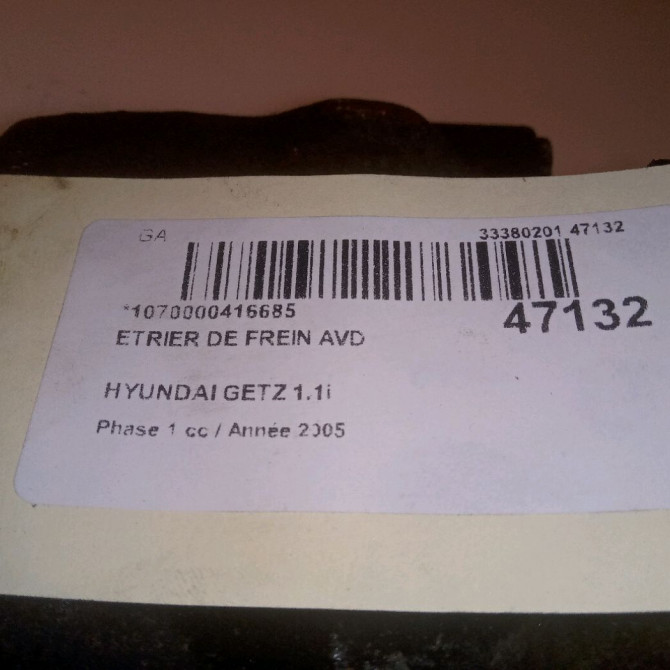 GA 33380201 47132
*1070000416685
47132
ETRIER DE FREIN AVD
HYUNDAI GETZ 1.1i
Phase 1 cc / Année 2005